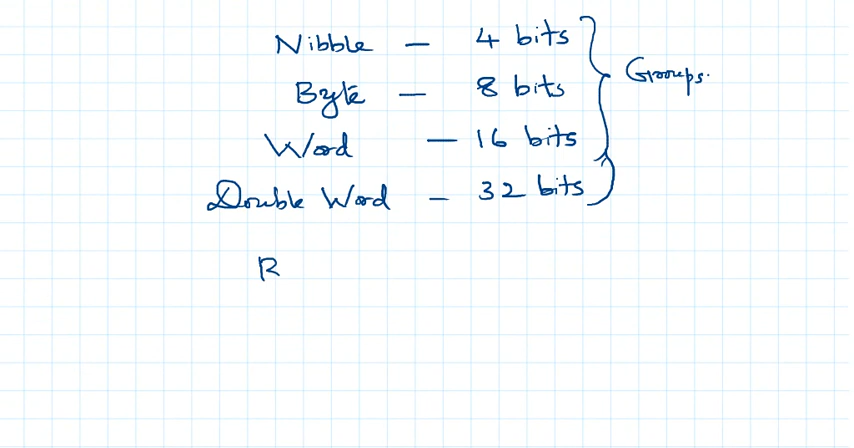 Nibble — 4 bits
Byte — 8 bits
Groups.
Word — 16 bits
Double Word — 32 bits
B